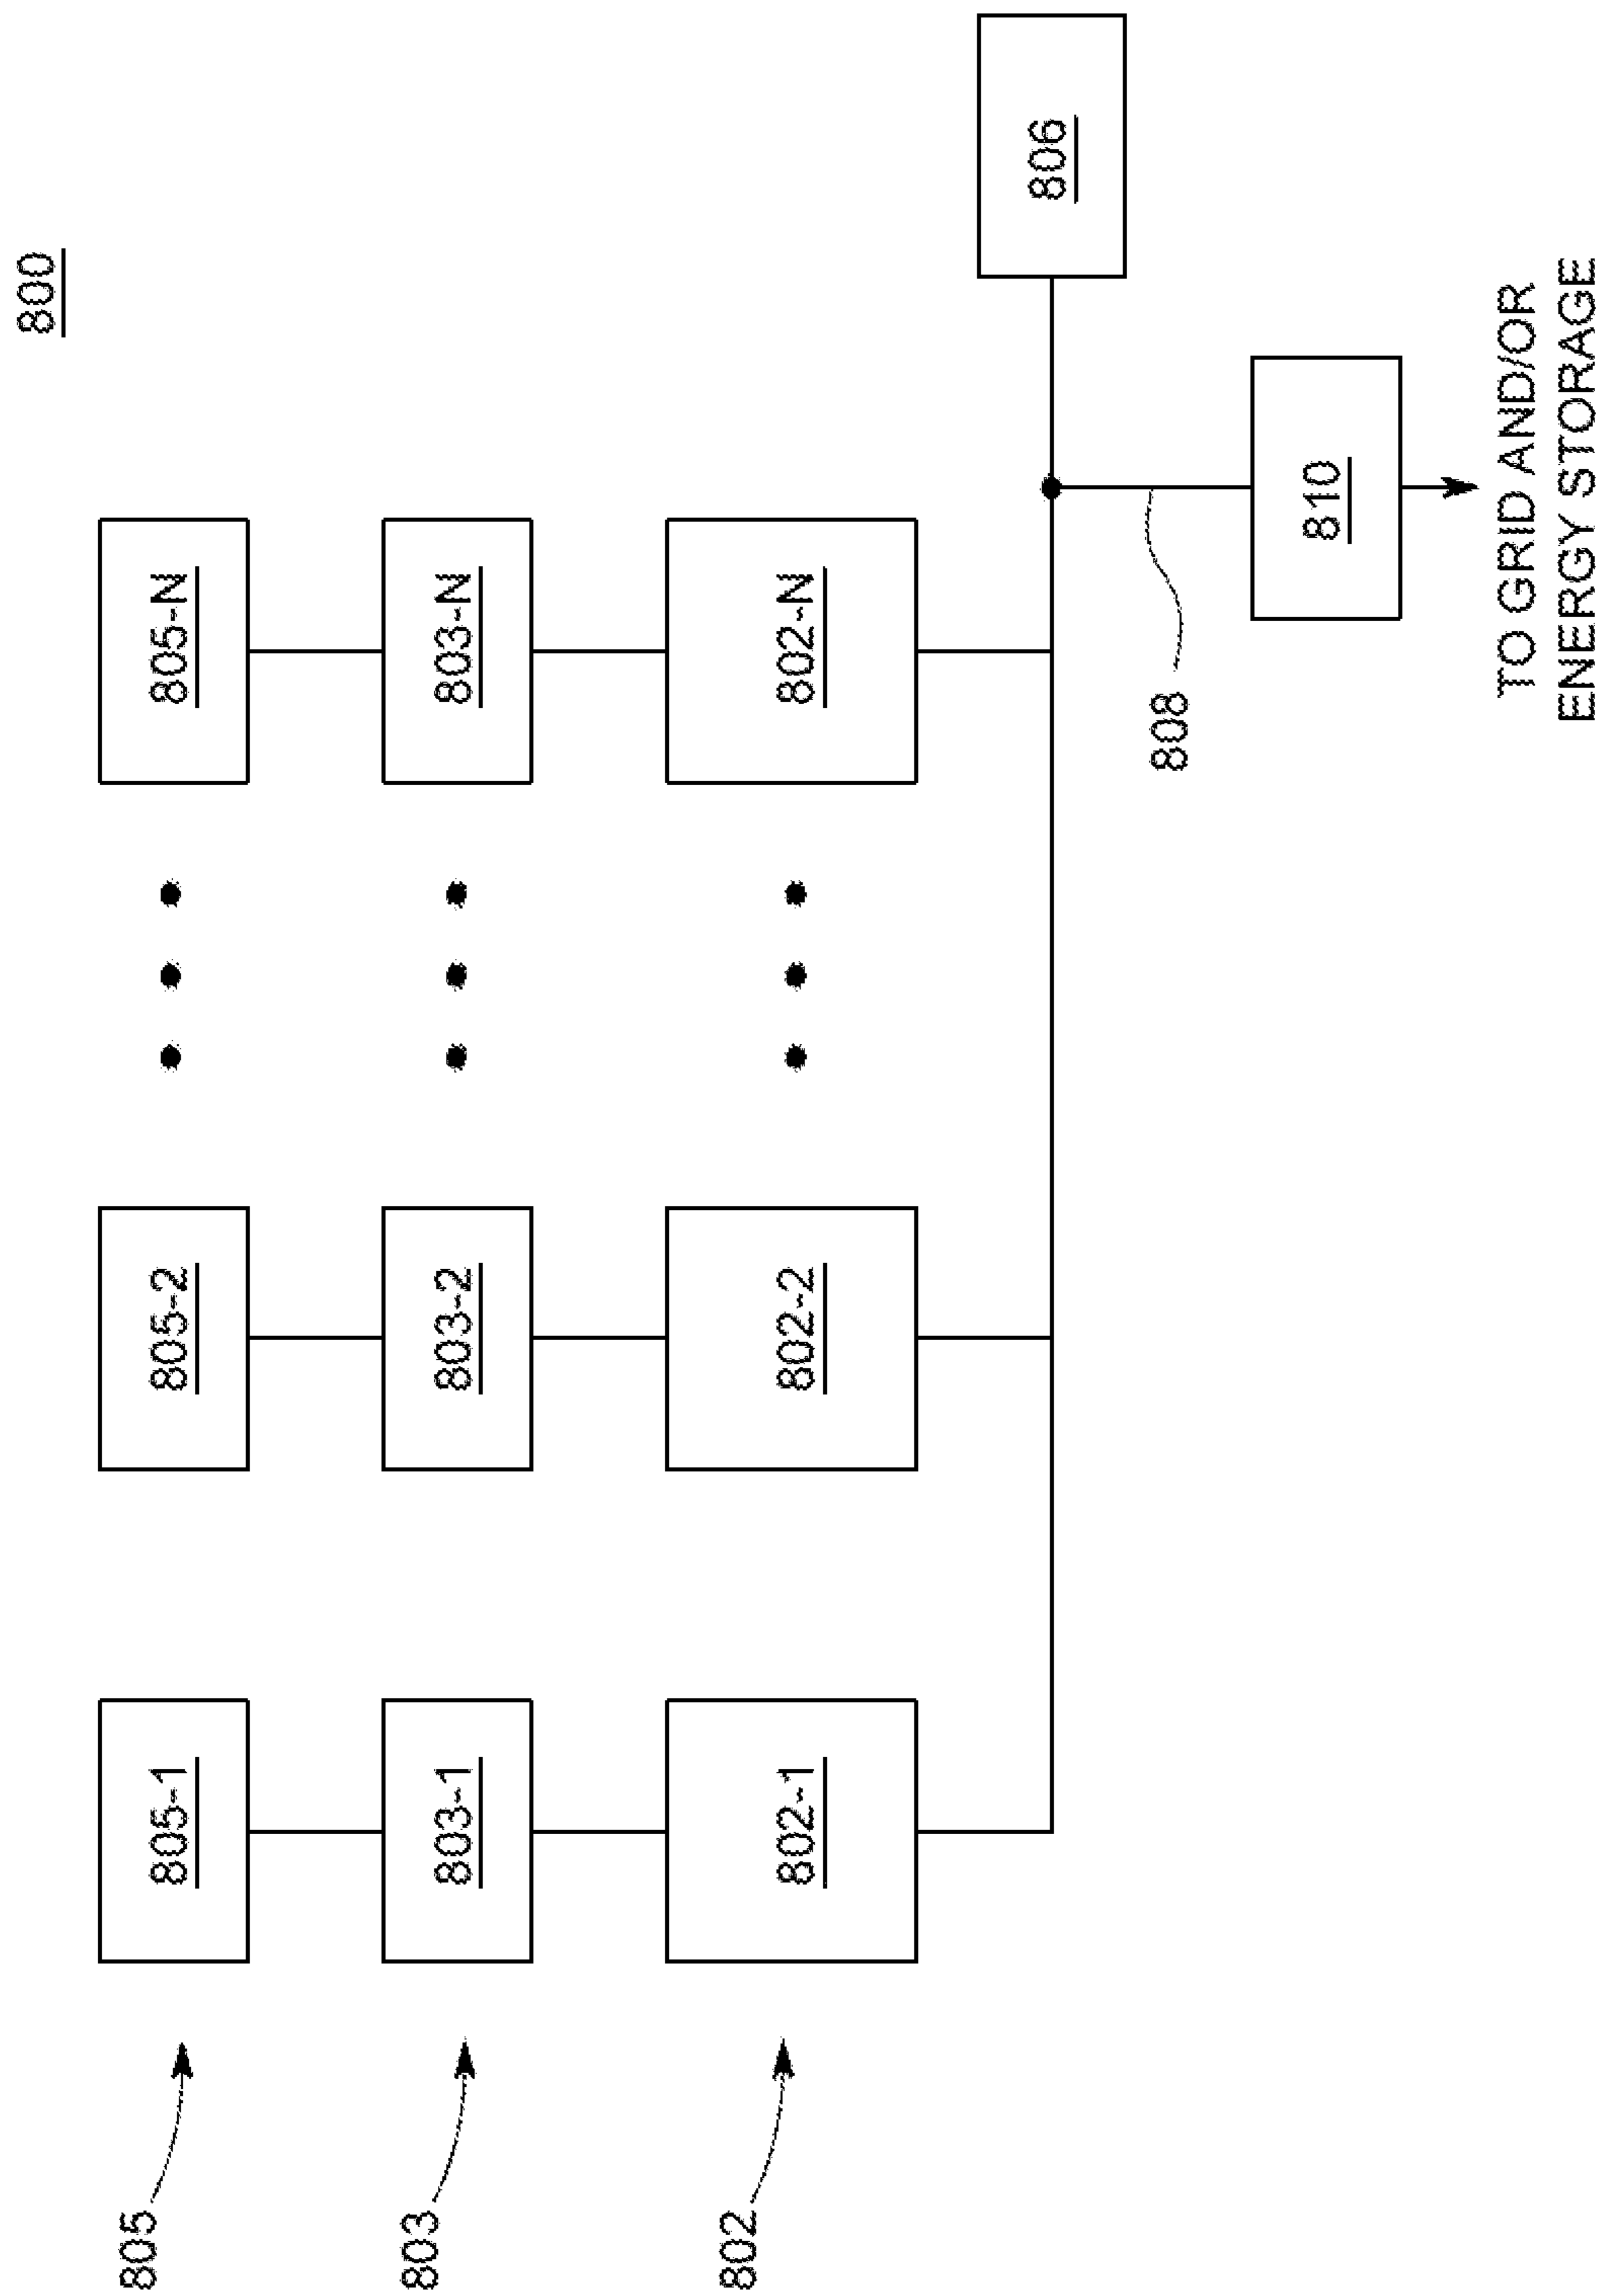 800
805
805-1
805-2
805-N
803
803-1
803-2
803-N
802
802-1
802-2
802-N
806
808
810
TO GRID AND/OR
ENERGY STORAGE